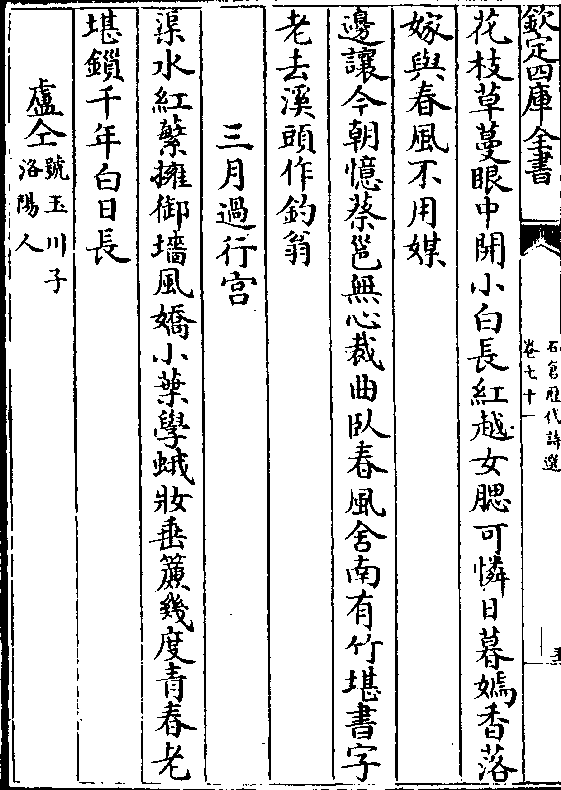 欽定四庫全書
石倉歷代詩選
卷七十一
花枝草蔓眼中開小白長紅越女腮可憐日暮嫣香落
嫁與春風不用媒
邊讓今朝憶蔡邕無心裁曲臥春風舍南有竹堪書字
老去溪頭作釣翁
三月過行宮
渠水紅蘩擁御墻風嬌小葉學蛾妝垂簾幾度青春老
堪鎖千年白日長
盧仝
號玉川子
洛陽人